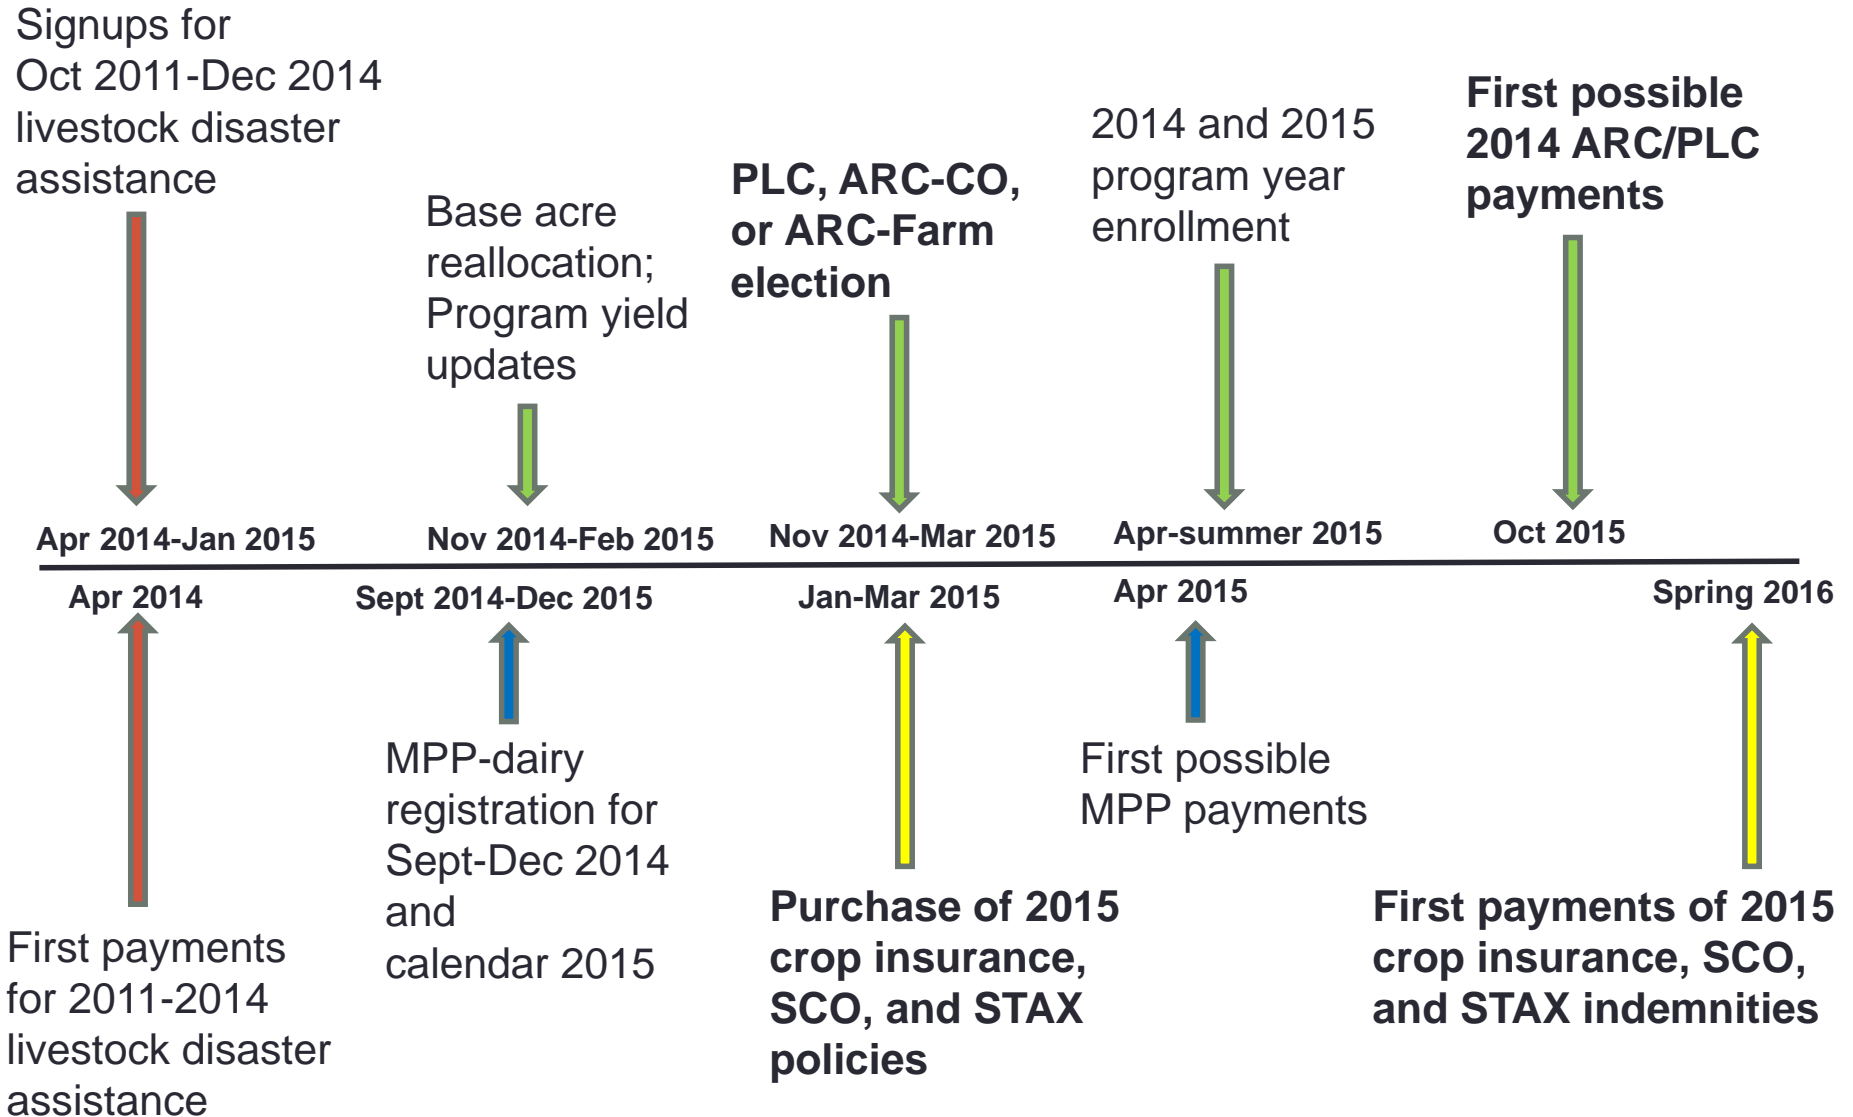 Signups for
Oct 2011-Dec 2014
livestock disaster
assistance
Base acre
reallocation;
Program yield
updates
PLC, ARC-CO,
or ARC-Farm
election
2014 and 2015
program year
enrollment
First possible
2014 ARC/PLC
payments
Apr 2014-Jan 2015
Nov 2014-Feb 2015
Nov 2014-Mar 2015
Apr-summer 2015
Oct 2015
Apr 2014
Sept 2014-Dec 2015
Jan-Mar 2015
Apr 2015
Spring 2016
First payments
for 2011-2014
livestock disaster
assistance
MPP-dairy
registration for
Sept-Dec 2014
and
calendar 2015
Purchase of 2015
crop insurance,
SCO, and STAX
policies
First possible
MPP payments
First payments of 2015
crop insurance, SCO,
and STAX indemnities